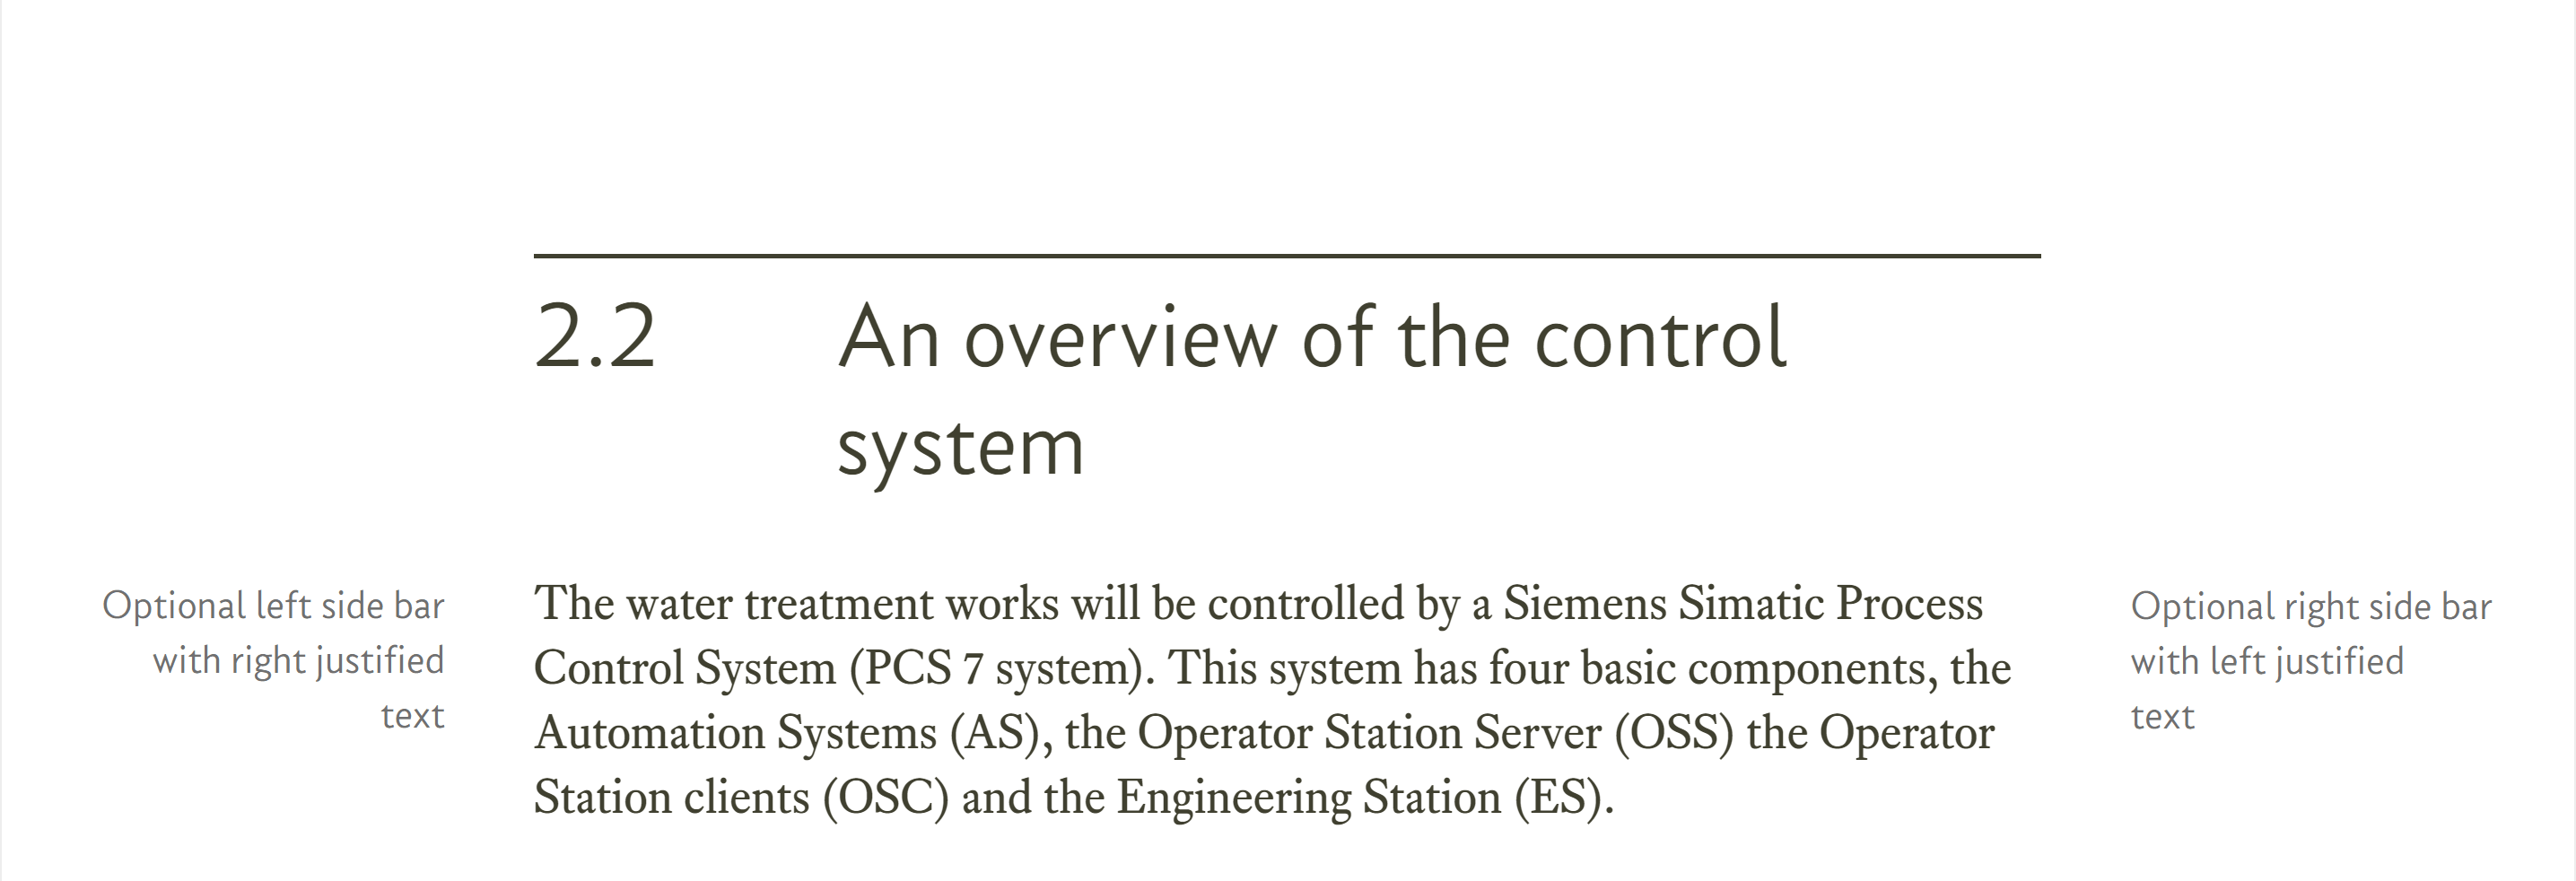 2.2 An overview of the control
system
Optional left side bar
with right justified
text
The water treatment works will be controlled by a Siemens Simatic Process
Control System (PCS 7 system). This system has four basic components, the
Automation Systems (AS), the Operator Station Server (OSS) the Operator
Station clients (OSC) and the Engineering Station (ES).
Optional right side bar
with left justified
text